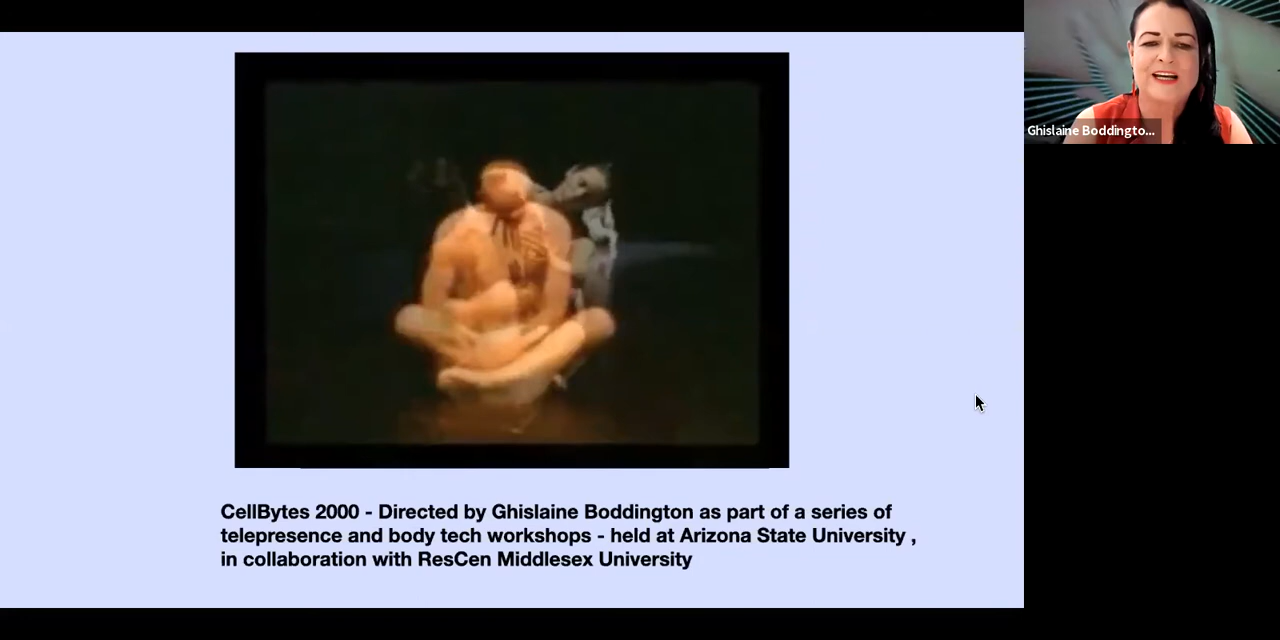 Ghislaine Boddingto...
CellBytes 2000 - Directed by Ghislaine Boddington as part of a series of
telepresence and body tech workshops - held at Arizona State University ,
in collaboration with ResCen Middlesex University